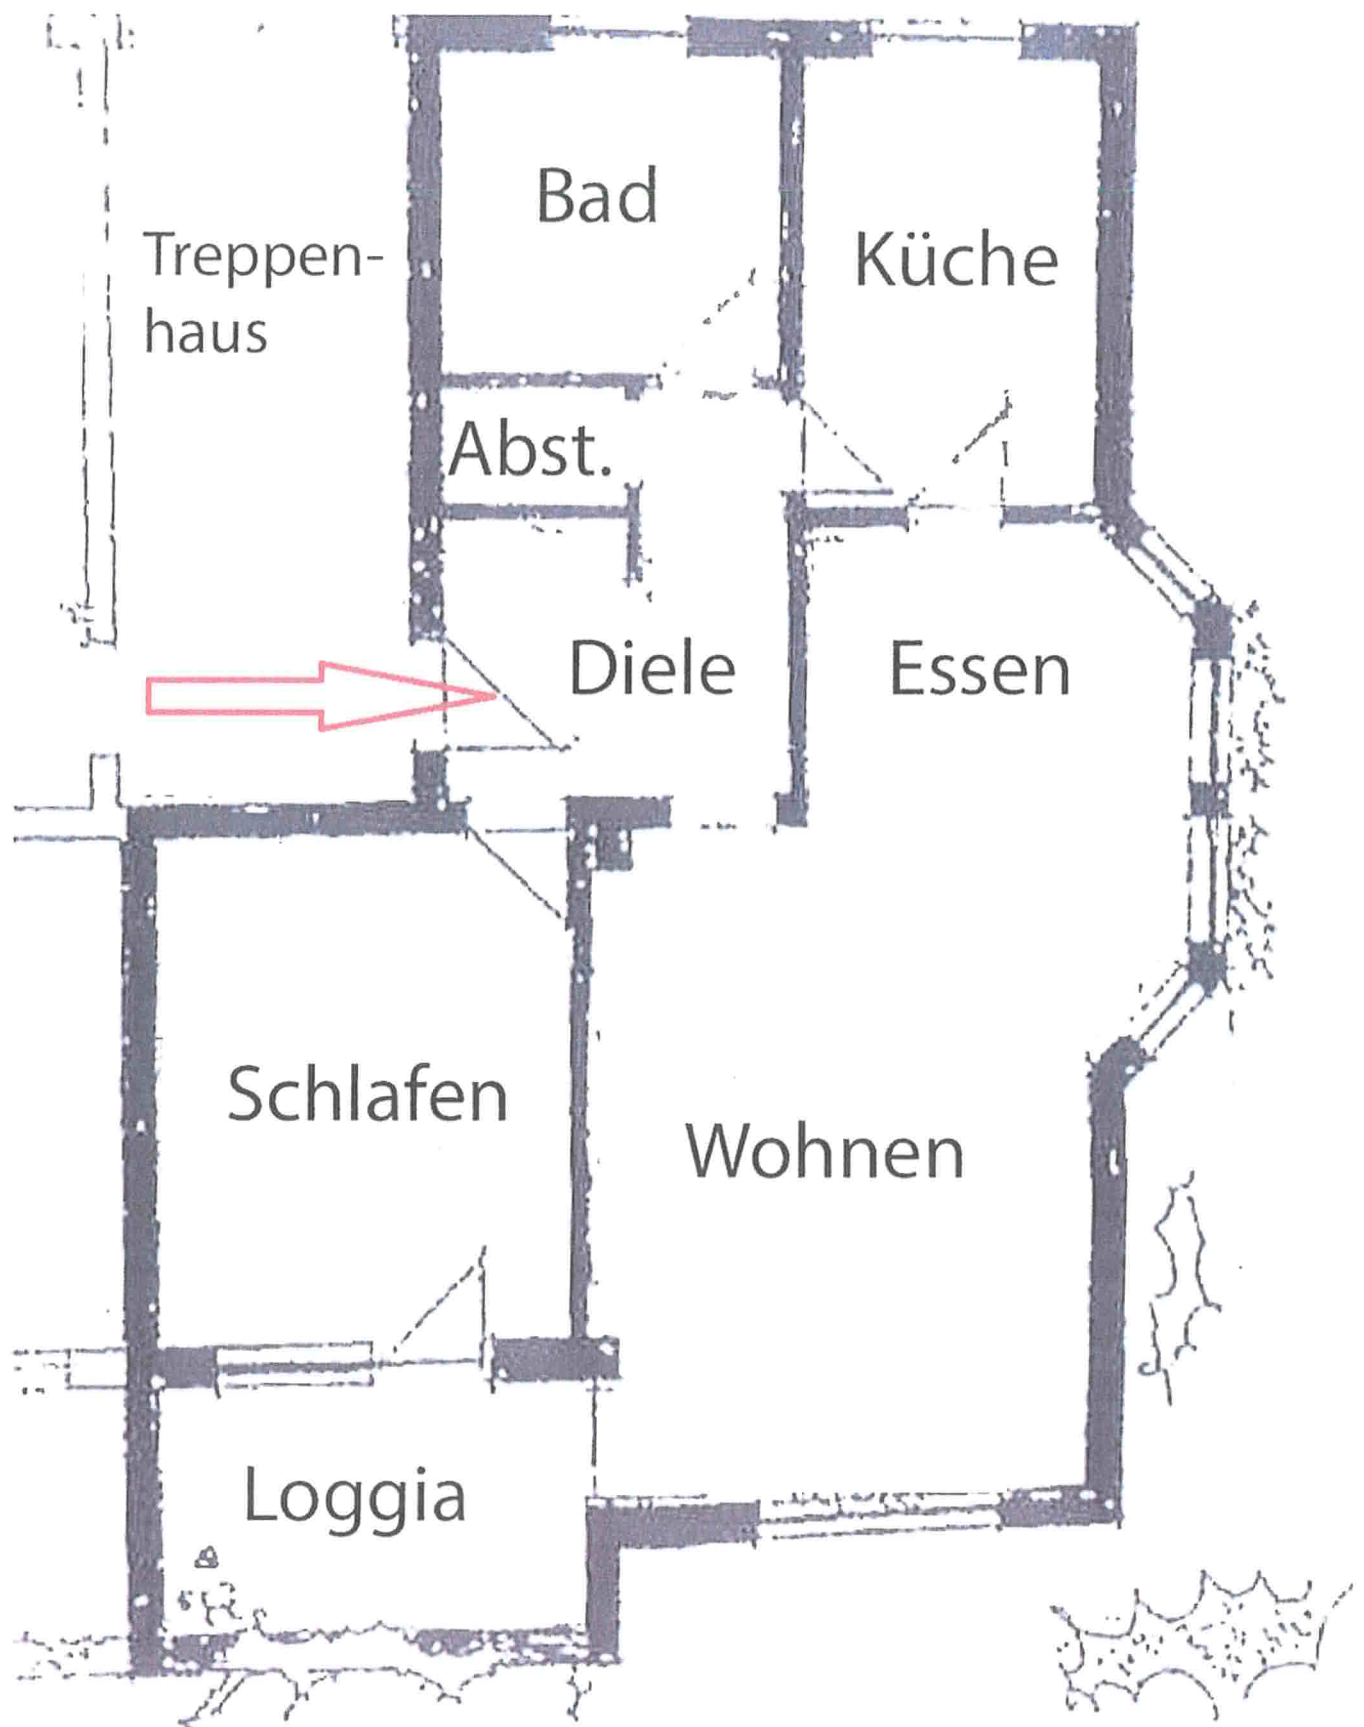 Bad
Küche
Treppen-
haus
Abst.
Diele
Essen
Schlafen
Wohnen
Loggia